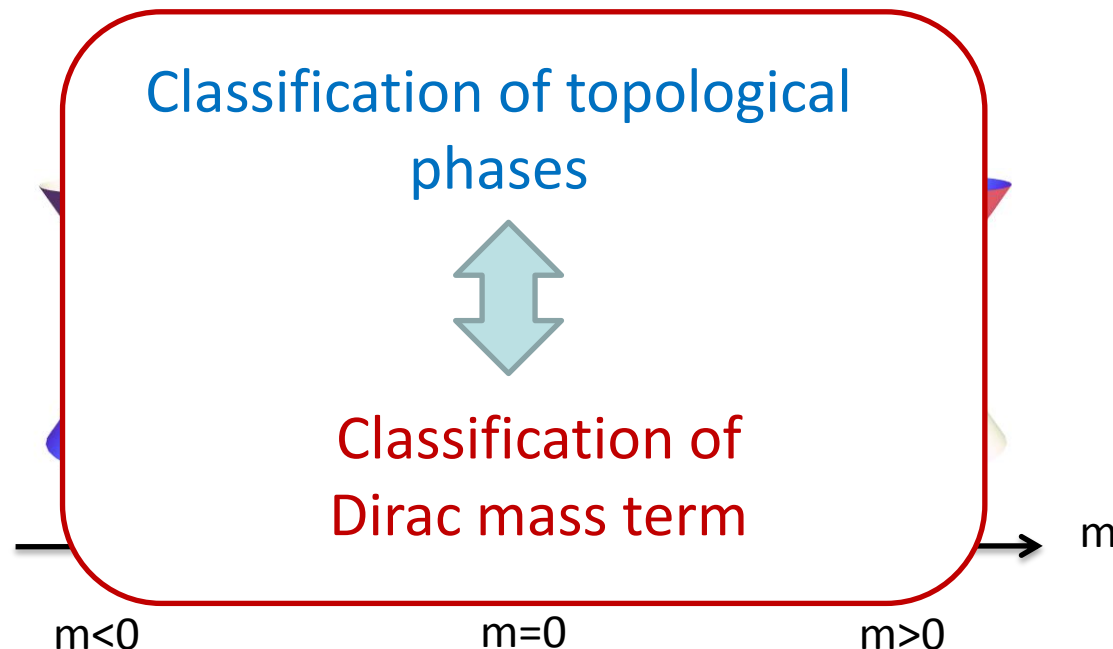 Classification of topological
phases
Classification of
Dirac mass term
m
m<0
m=0
m>0